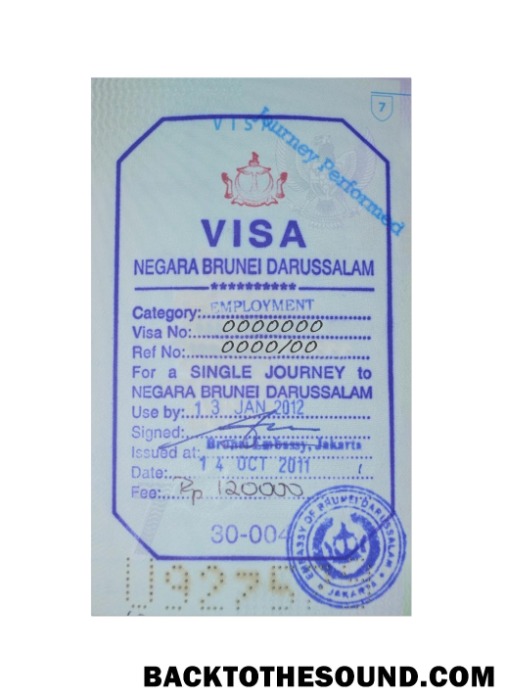 7
VISA
Journey Performed
VISA
NEGARA BRUNEI DARUSSALAM
**********
Category: EMPLOYMENT
Visa No: 0000000
Ref No: 0000/00
For a SINGLE JOURNEY to
NEGARA BRUNEI DARUSSALAM
Use by: 13 JAN 2012
Signed:
Issued at: Brunei Embassy, Jakarta
Date: 14 OCT 2011
Fee: Rp 120000
30-004
EMBASSY OF BRUNEI DARUSSALAM
JAKARTA
U9275
BACKTOTHESOUND.COM